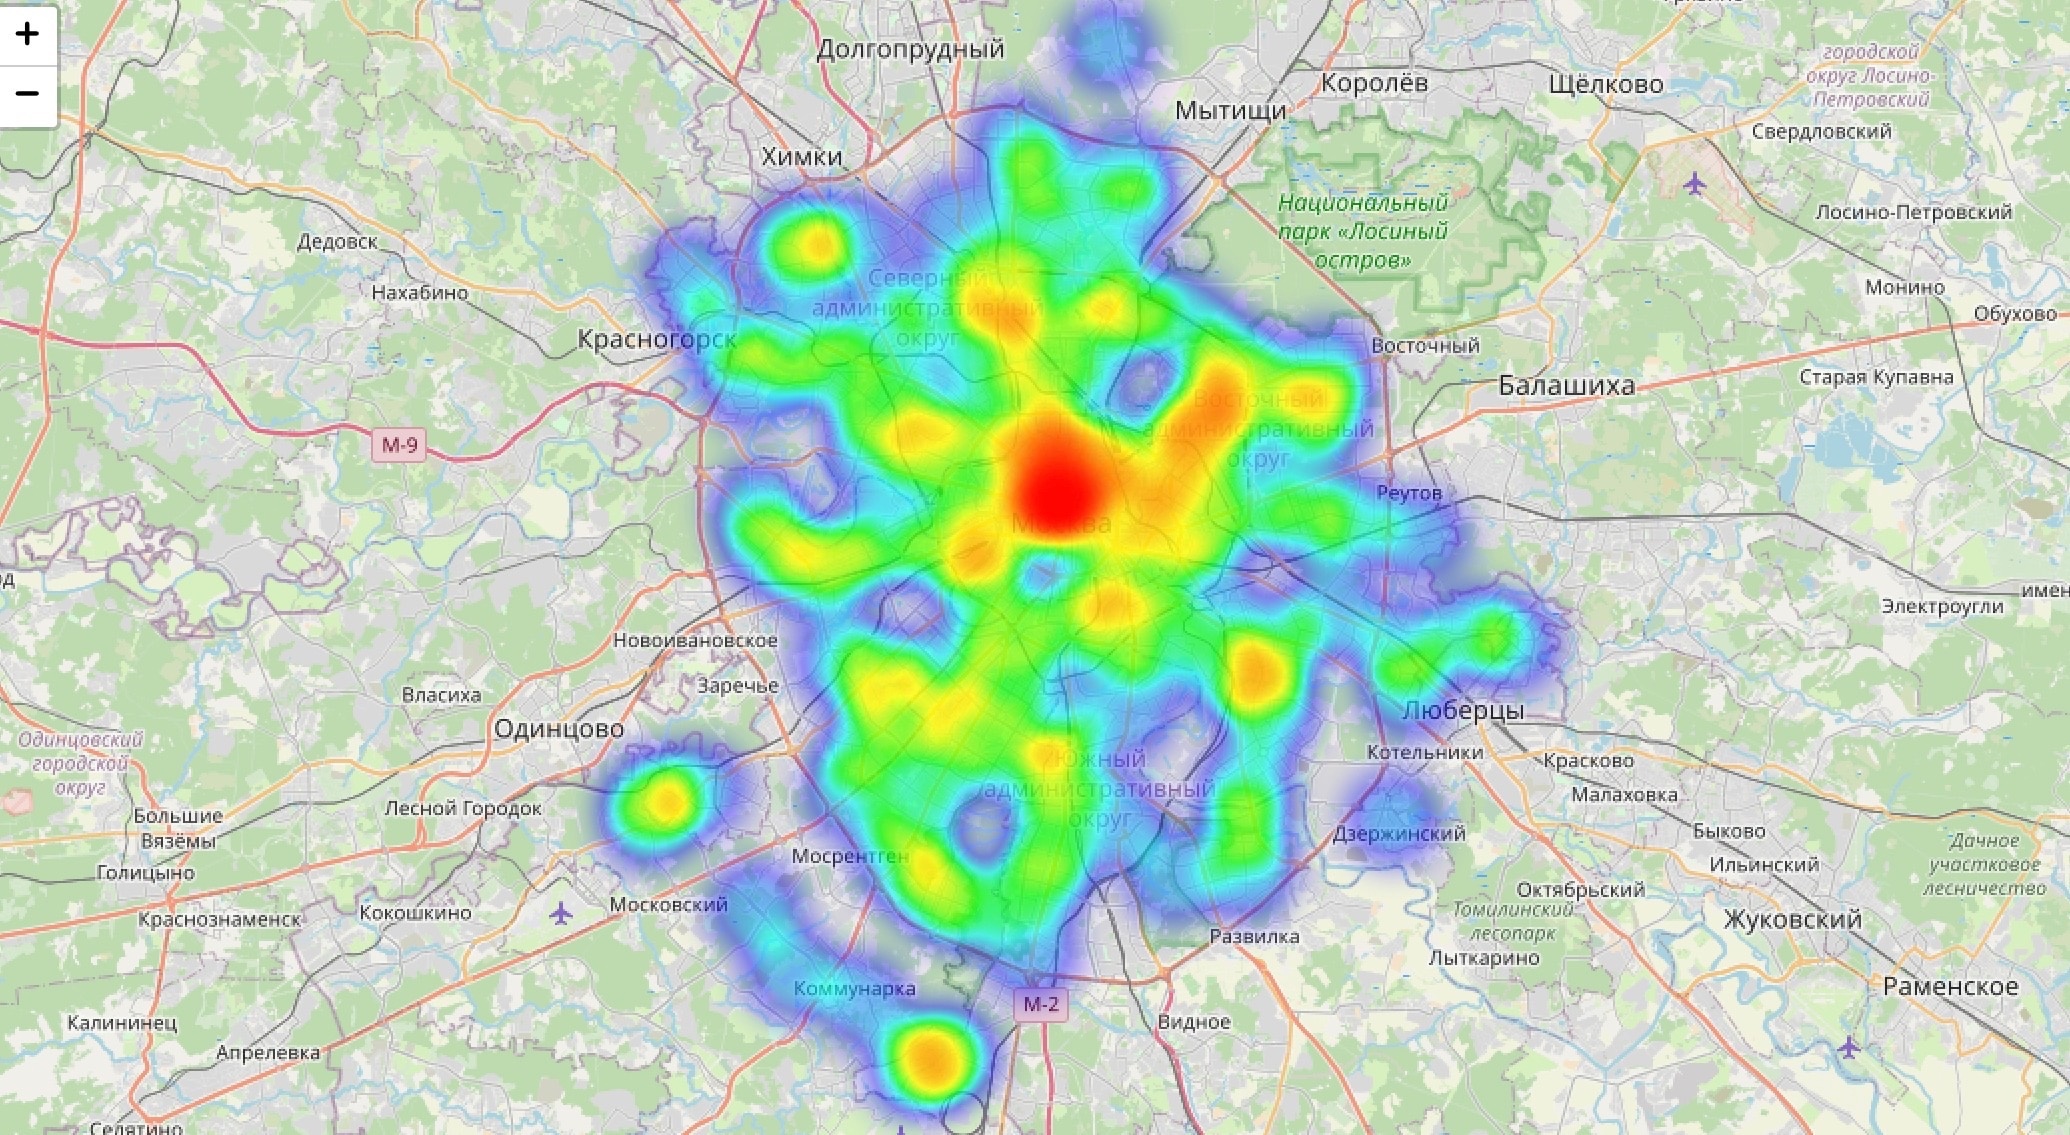 +
−
Долгопрудный
Королёв
Щёлково
городской
округ Лосино-
Петровский
Мытищи
Свердловский
Химки
Национальный
парк «Лосиный
остров»
Лосино-Петровский
Дедовск
Нахабино
Северный
административный
округ
Монино
Обухово
Красногорск
Восточный
Балашиха
Старая Купавна
Восточный
административный
округ
М-9
Реутов
Москва
Электроугли
Новоивановское
Заречье
Власиха
Одинцово
Люберцы
Одинцовский
городской
округ
Котельники
Красково
Южный
административный
округ
Малаховка
Лесной Городок
Большие
Вязёмы
Дзержинский
Быково
Дачное
участковое
лесничество
Голицыно
Мосрентген
Ильинский
Октябрьский
Краснознаменск
Кокошкино
Московский
Томилинский
лесопарк
Жуковский
Развилка
Лыткарино
Коммунарка
М-2
Раменское
Калининец
Видное
Апрелевка
Селятино